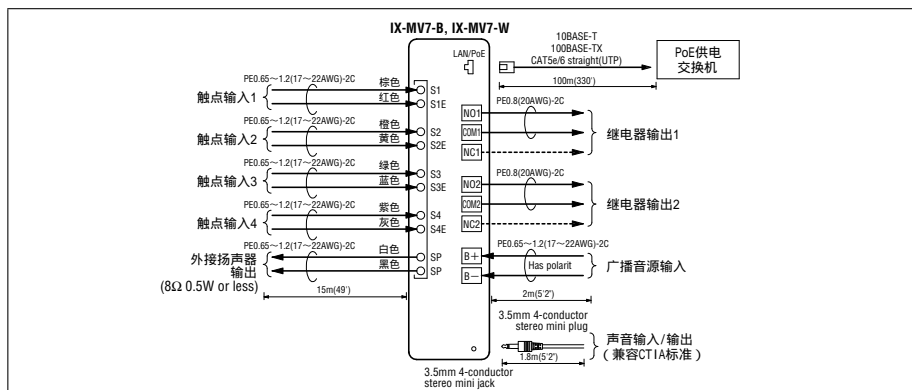 IX-MV7-B, IX-MV7-W
LAN/PoE
10BASE-T
100BASE-TX
CAT5e/6 straight(UTP)
100m(330')
PoE供电
交换机
触点输入1
PE0.65～1.2(17～22AWG)-2C
棕色
红色
S1
S1E
触点输入2
PE0.65～1.2(17～22AWG)-2C
橙色
黄色
S2
S2E
触点输入3
PE0.65～1.2(17～22AWG)-2C
绿色
蓝色
S3
S3E
触点输入4
PE0.65～1.2(17～22AWG)-2C
紫色
灰色
S4
S4E
外接扬声器
输出
(8Ω 0.5W or less)
PE0.65～1.2(17～22AWG)-2C
白色
黑色
SP
SP
15m(49')
NO1
COM1
NC1
PE0.8(20AWG)-2C
继电器输出1
NO2
COM2
NC2
PE0.8(20AWG)-2C
继电器输出2
B+
B−
PE0.65～1.2(17～22AWG)-2C
Has polarit
广播音源输入
2m(5'2")
3.5mm 4-conductor
stereo mini plug
1.8m(5'2")
声音输入/输出
（兼容CTIA标准）
3.5mm 4-conductor
stereo mini jack